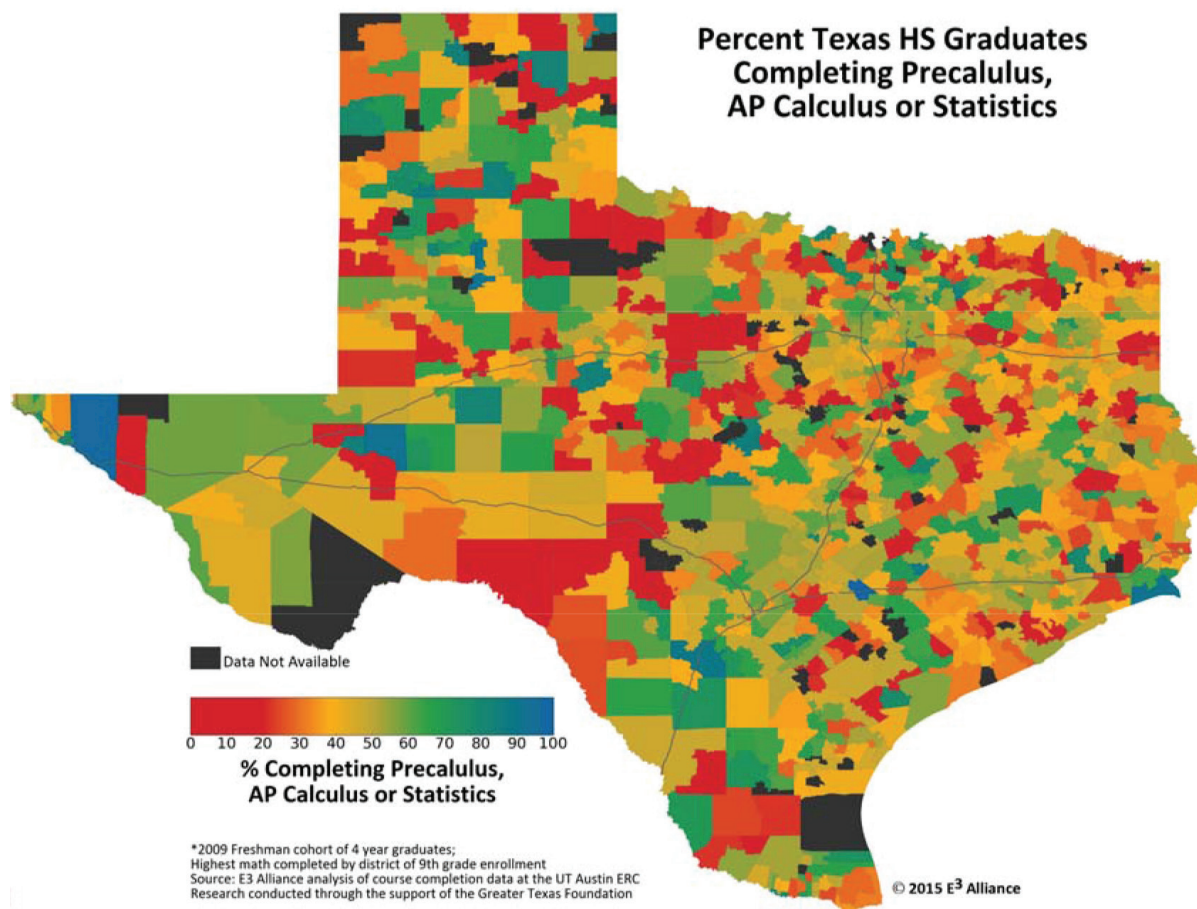 Percent Texas HS Graduates
Completing Precalulus,
AP Calculus or Statistics
Data Not Available
0 10 20 30 40 50 60 70 80 90 100
% Completing Precalulus,
AP Calculus or Statistics
*2009 Freshman cohort of 4 year graduates;
Highest math completed by district of 9th grade enrollment
Source: E3 Alliance analysis of course completion data at the UT Austin ERC
Research conducted through the support of the Greater Texas Foundation
© 2015 E³ Alliance